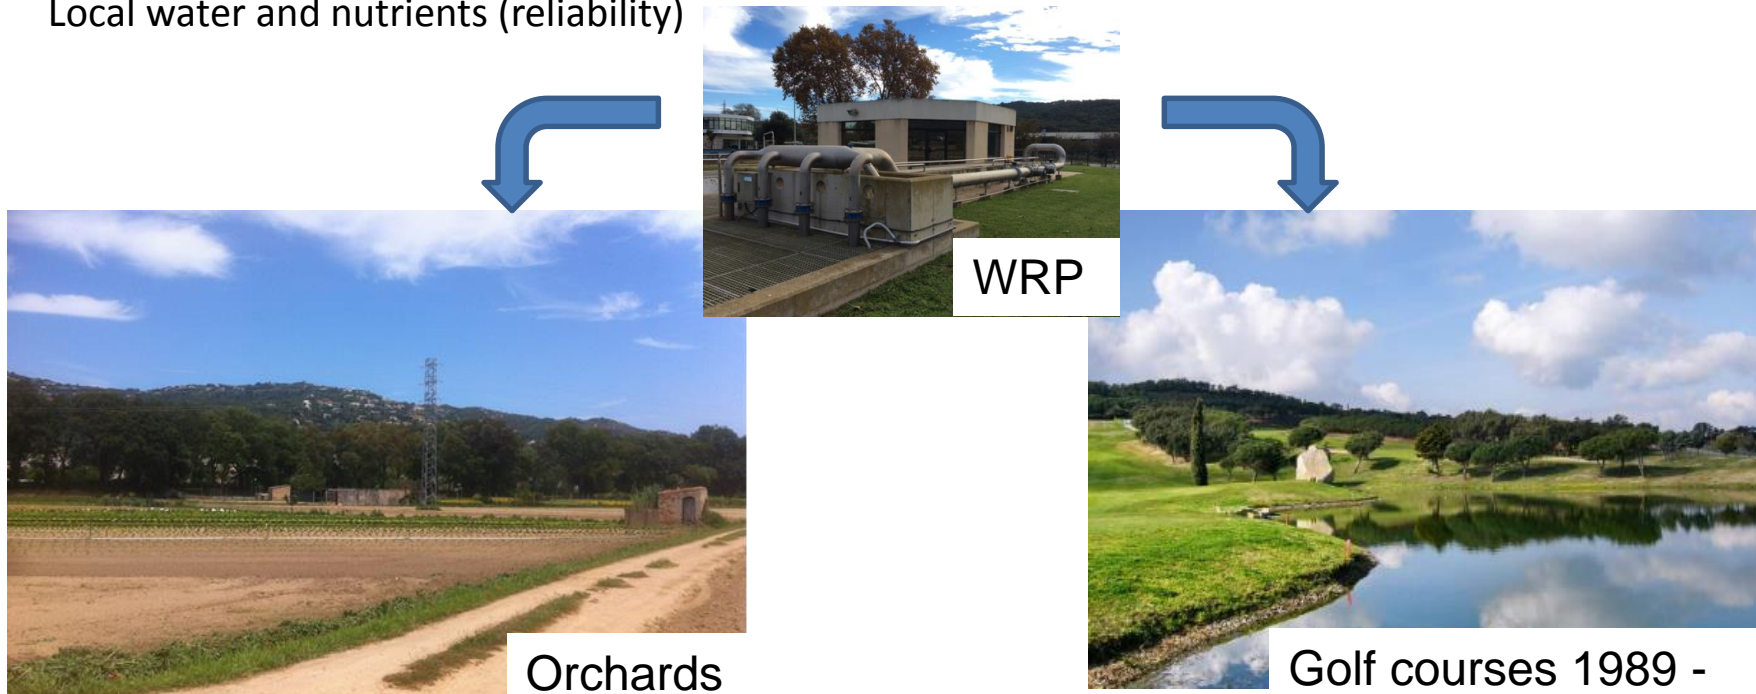 Local water and nutrients (reliability)
WRP
Orchards
Golf courses 1989 -